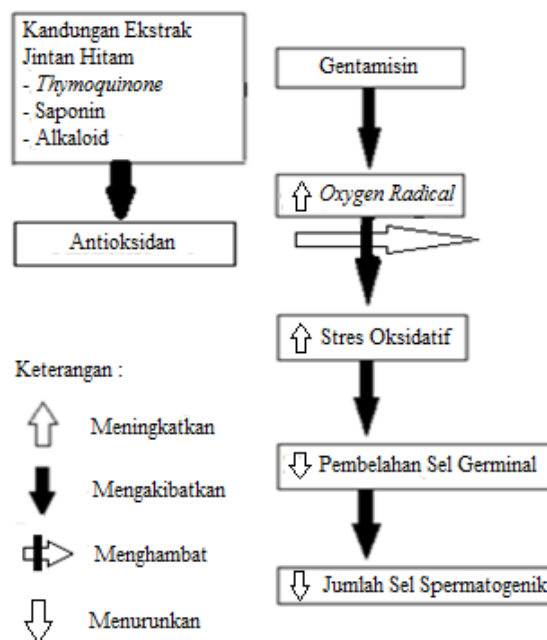 Kandungan Ekstrak
Jintan Hitam
- Thymoquinone
- Saponin
- Alkaloid
Antioksidan
Gentamisin
Oxygen Radical
Stres Oksidatif
Pembelahan Sel Germinal
Jumlah Sel Spermatogenik
Keterangan :
Meningkatkan
Mengakibatkan
Menghambat
Menurunkan